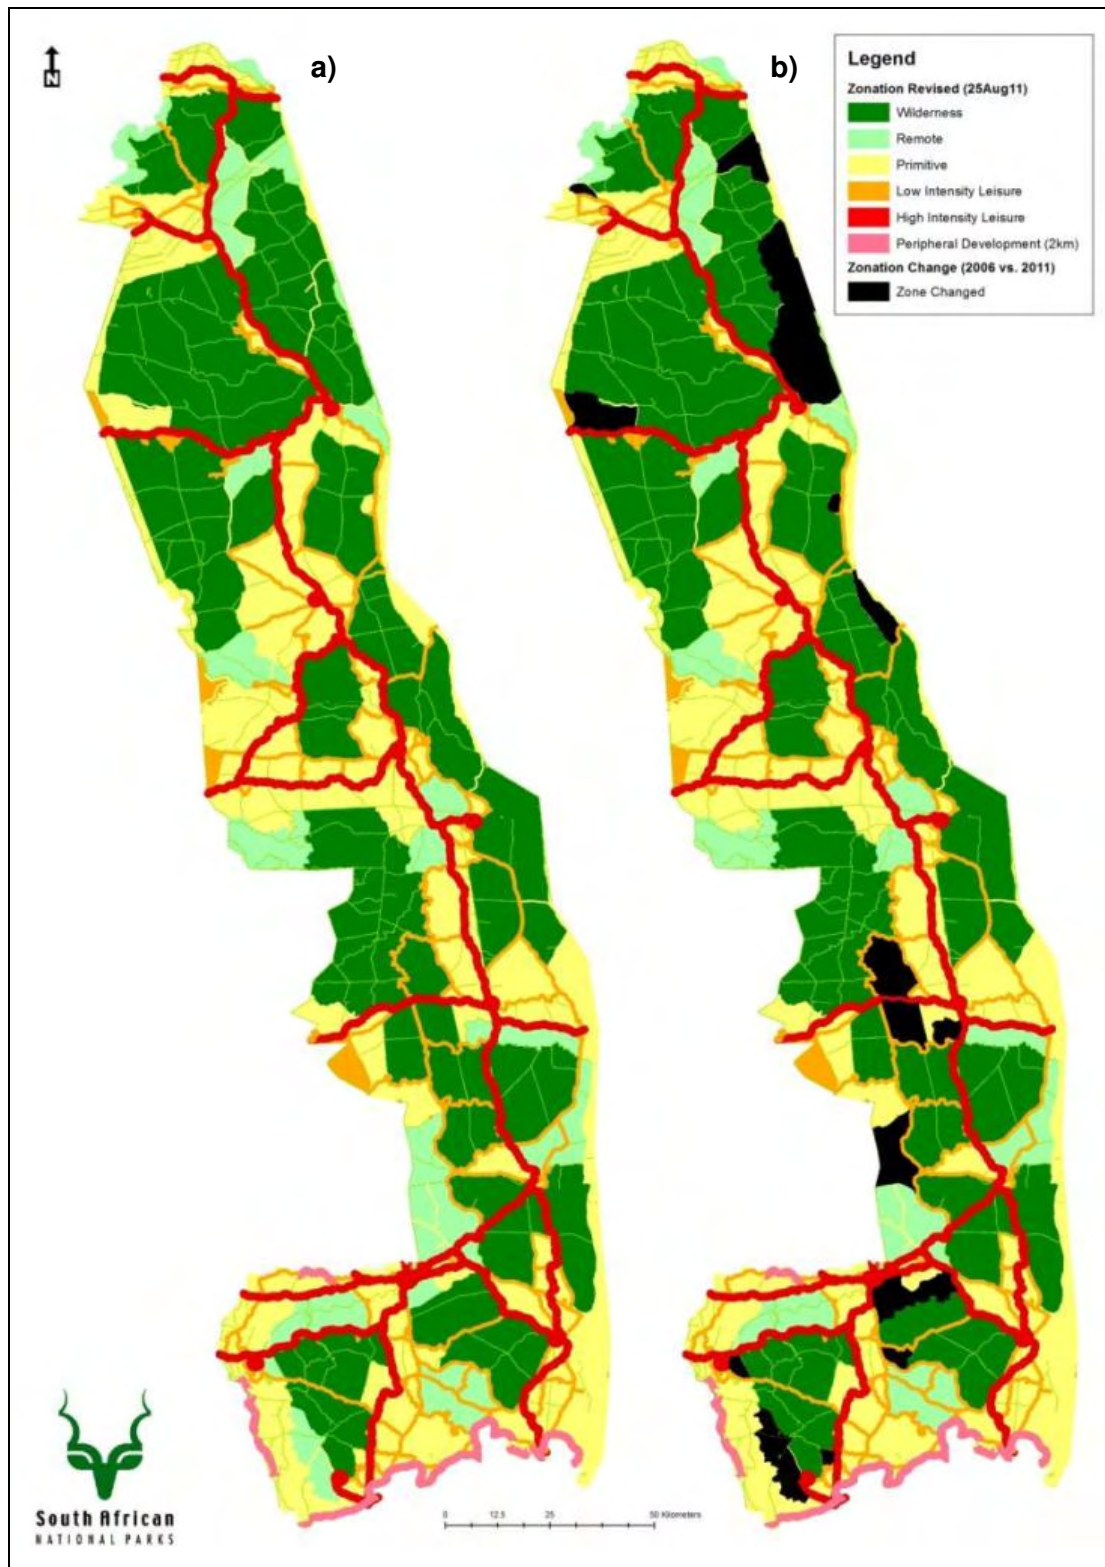 N
a)
b)
Legend
Zonation Revised (25Aug11)
Wilderness
Remote
Primitive
Low Intensity Leisure
High Intensity Leisure
Peripheral Development (2km)
Zonation Change (2006 vs. 2011)
Zone Changed
South African
NATIONAL PARKS
0 12.5 25 50 Kilometers